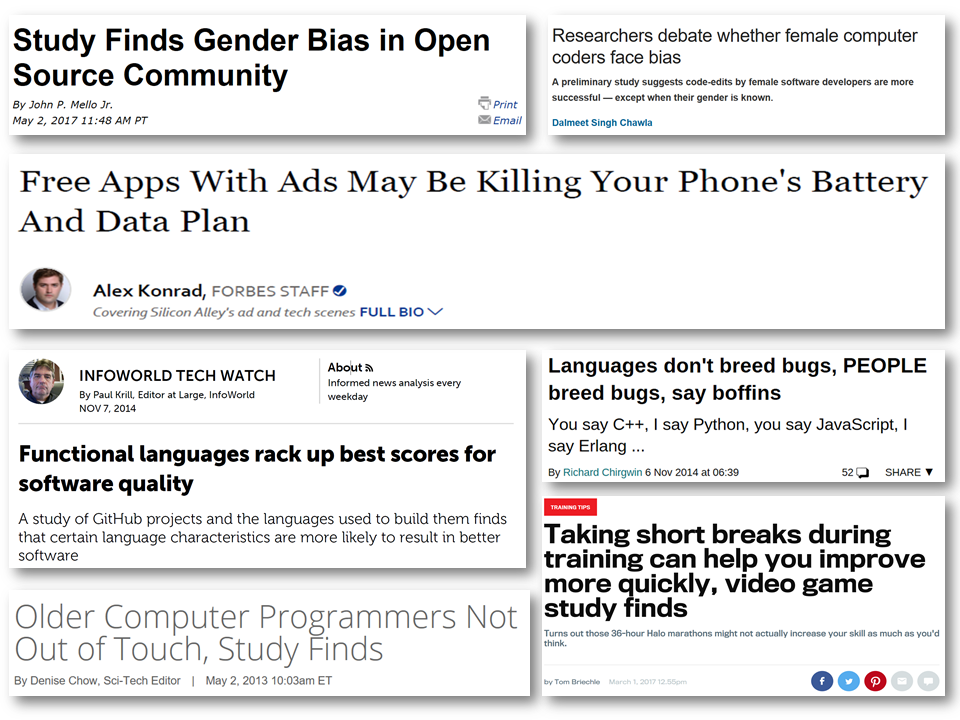 Study Finds Gender Bias in Open
Source Community
By John P. Mello Jr.
May 2, 2017 11:48 AM PT
Print
Email
Researchers debate whether female computer
coders face bias
A preliminary study suggests code-edits by female software developers are more
successful — except when their gender is known.
Dalmeet Singh Chawla
Free Apps With Ads May Be Killing Your Phone's Battery
And Data Plan
Alex Konrad, FORBES STAFF
Covering Silicon Alley's ad and tech scenes FULL BIO
INFOWORLD TECH WATCH
By Paul Krill, Editor at Large, InfoWorld
NOV 7, 2014
About
Informed news analysis every
weekday
Functional languages rack up best scores for
software quality
A study of GitHub projects and the languages used to build them finds
that certain language characteristics are more likely to result in better
software
Languages don't breed bugs, PEOPLE
breed bugs, say boffins
You say C++, I say Python, you say JavaScript, I
say Erlang ...
By Richard Chirgwin 6 Nov 2014 at 06:39
52
SHARE ▼
TRAINING TIPS
Taking short breaks during
training can help you improve
more quickly, video game
study finds
Turns out those 36-hour Halo marathons might not actually increase your skill as much as you'd
think.
by Tom Briechle March 1, 2017 12.55pm
Older Computer Programmers Not
Out of Touch, Study Finds
By Denise Chow, Sci-Tech Editor | May 2, 2013 10:03am ET